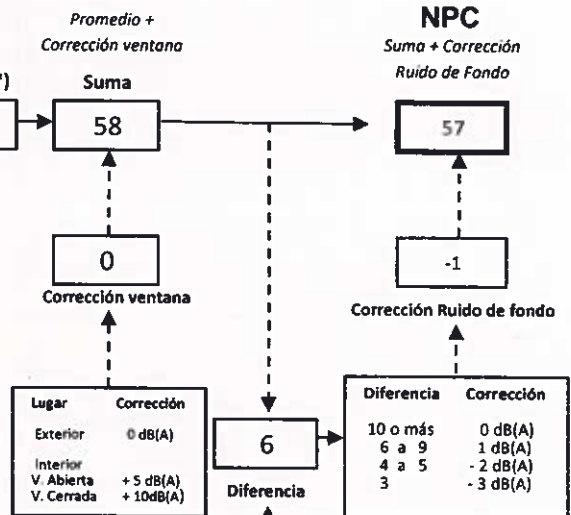 Promedio +
Corrección ventana
Suma
58
NPC
Suma + Corrección
Ruido de Fondo
57
")
0
Corrección ventana
-1
Corrección Ruido de fondo
Lugar Corrección
Exterior 0 dB(A)
Interior
V. Abierta + 5 dB(A)
V. Cerrada + 10dB(A)
6
Diferencia
Diferencia Corrección
10 o más 0 dB(A)
6 a 9 1 dB(A)
4 a 5 - 2 dB(A)
3 - 3 dB(A)